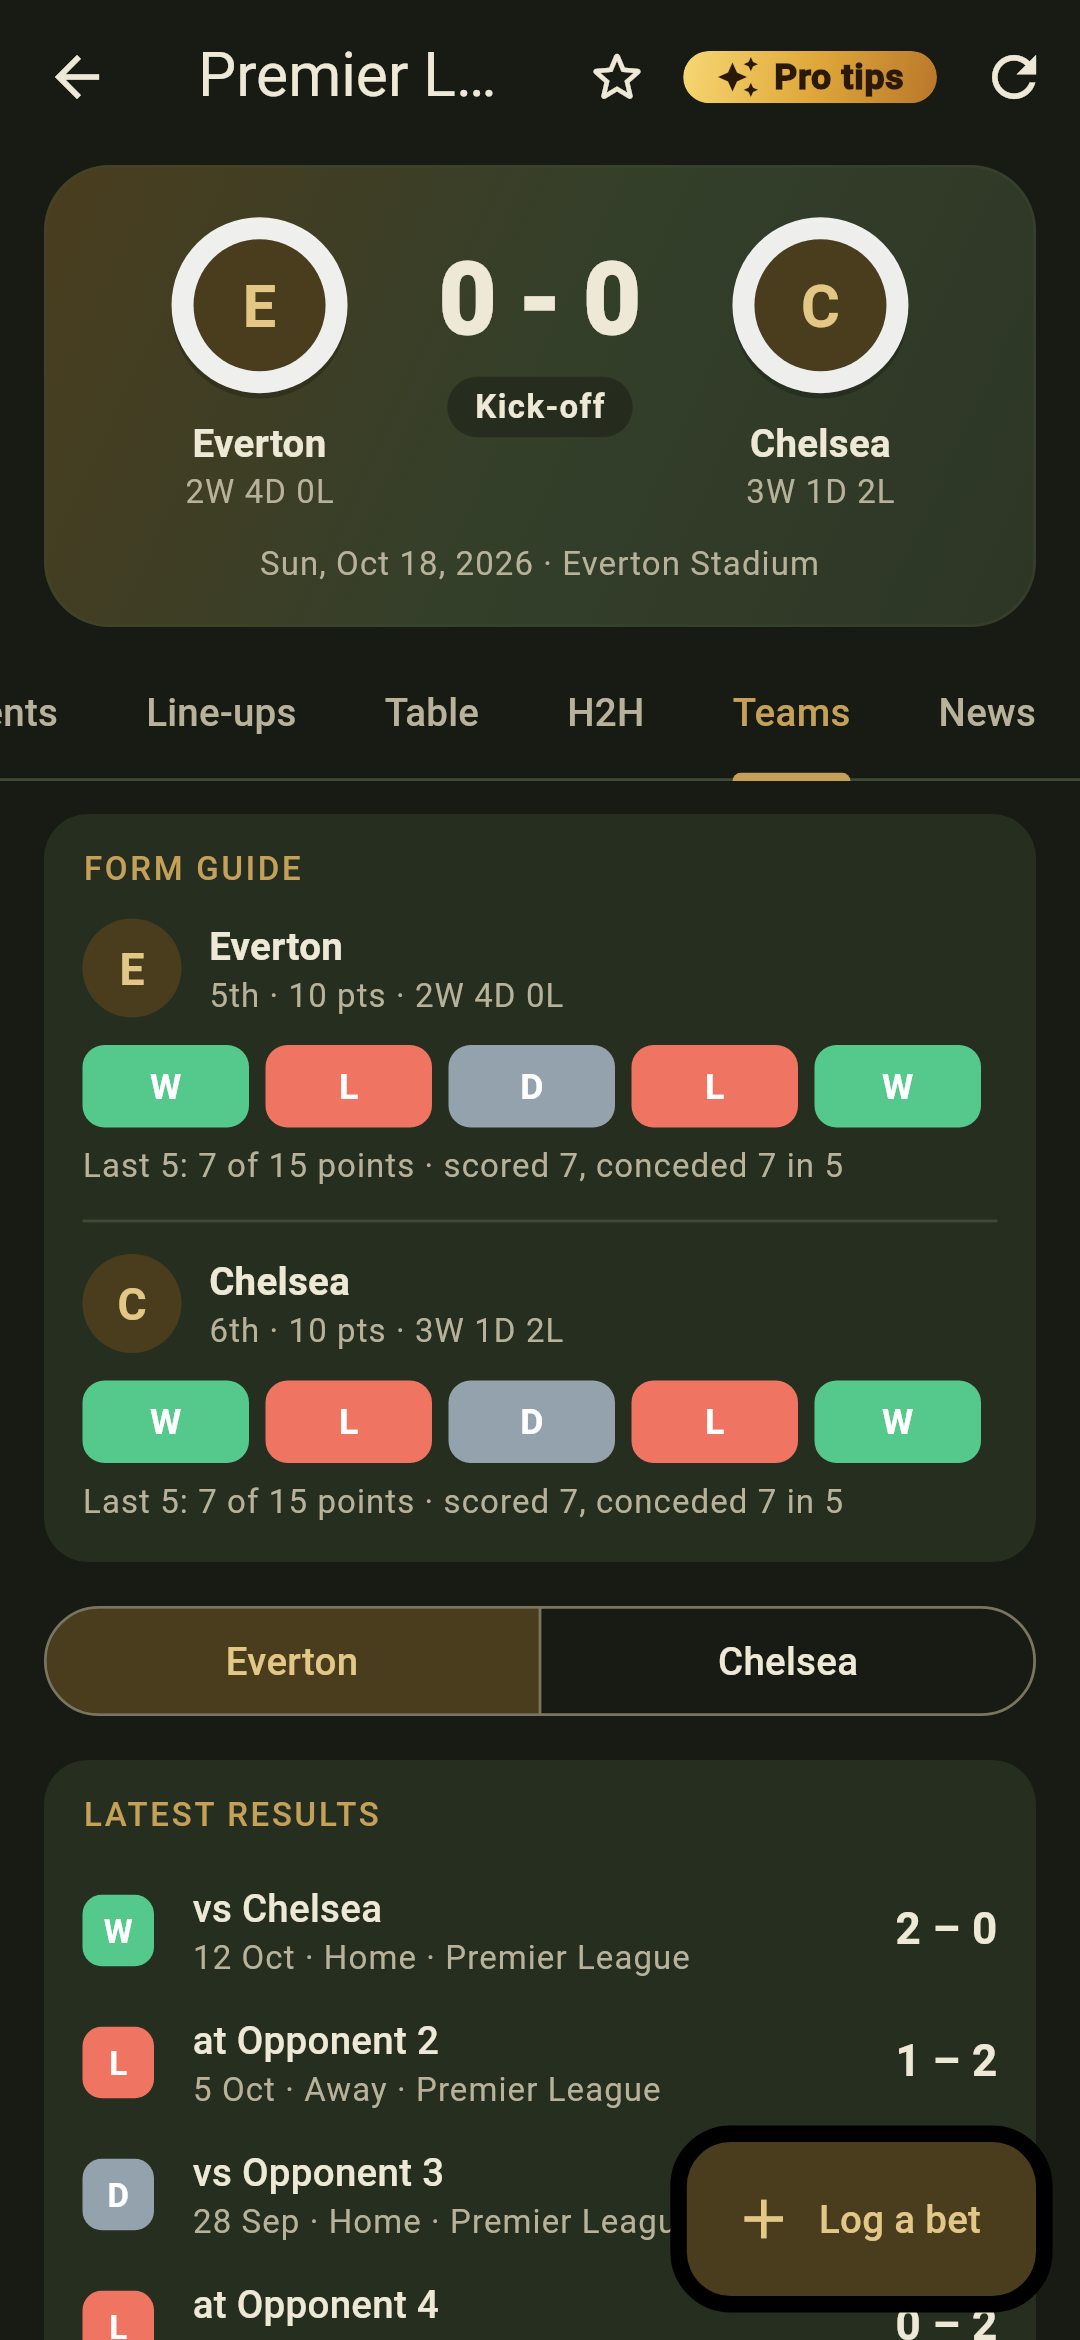 Premier L...
Pro tips
E
0 - 0
C
Kick-off
Everton
Chelsea
2W 4D 0L
3W 1D 2L
Sun, Oct 18, 2026 · Everton Stadium
ents
Line-ups
Table
H2H
Teams
News
FORM GUIDE
E
Everton
5th · 10 pts · 2W 4D 0L
W
L
D
L
W
Last 5: 7 of 15 points · scored 7, conceded 7 in 5
C
Chelsea
6th · 10 pts · 3W 1D 2L
W
L
D
L
W
Last 5: 7 of 15 points · scored 7, conceded 7 in 5
Everton
Chelsea
LATEST RESULTS
W
vs Chelsea
2 – 0
12 Oct · Home · Premier League
L
at Opponent 2
1 – 2
5 Oct · Away · Premier League
D
vs Opponent 3
28 Sep · Home · Premier Leagu
Log a bet
L
at Opponent 4
0 – 2